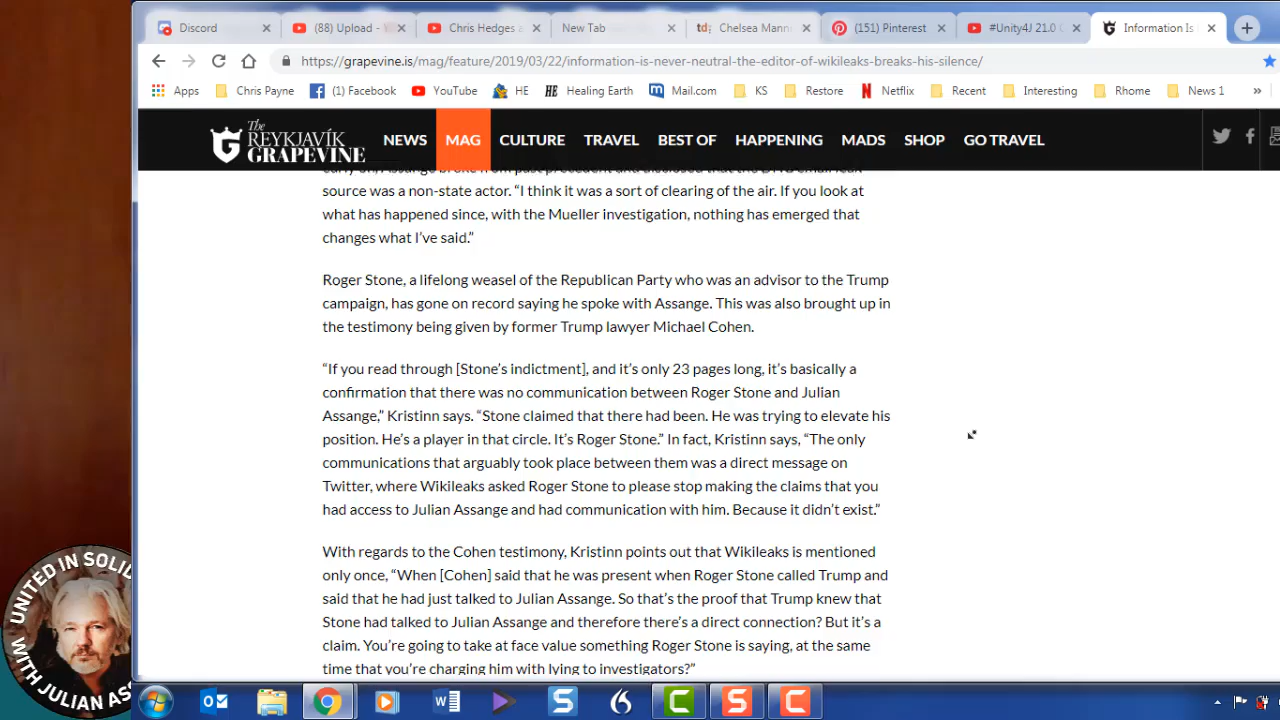 Discord
(88) Upload - Y
Chris Hedges a
New Tab
td: Chelsea Mann
(151) Pinterest
#Unity4J 21.0 C
Information Is
https://grapevine.is/mag/feature/2019/03/22/information-is-never-neutral-the-editor-of-wikileaks-breaks-his-silence/
Apps
Chris Payne
(1) Facebook
YouTube
HE
HE Healing Earth
Mail.com
KS
Restore
Netflix
Recent
Interesting
Rhome
News 1
»
The REYKJAVÍK GRAPEVINE
NEWS
MAG
CULTURE
TRAVEL
BEST OF
HAPPENING
MADS
SHOP
GO TRAVEL
source was a non-state actor. “I think it was a sort of clearing of the air. If you look at
what has happened since, with the Mueller investigation, nothing has emerged that
changes what I’ve said.”
Roger Stone, a lifelong weasel of the Republican Party who was an advisor to the Trump
campaign, has gone on record saying he spoke with Assange. This was also brought up in
the testimony being given by former Trump lawyer Michael Cohen.
“If you read through [Stone’s indictment], and it’s only 23 pages long, it’s basically a
confirmation that there was no communication between Roger Stone and Julian
Assange,” Kristinn says. “Stone claimed that there had been. He was trying to elevate his
position. He’s a player in that circle. It’s Roger Stone.” In fact, Kristinn says, “The only
communications that arguably took place between them was a direct message on
Twitter, where Wikileaks asked Roger Stone to please stop making the claims that you
had access to Julian Assange and had communication with him. Because it didn’t exist.”
With regards to the Cohen testimony, Kristinn points out that Wikileaks is mentioned
only once, “When [Cohen] said that he was present when Roger Stone called Trump and
said that he had just talked to Julian Assange. So that’s the proof that Trump knew that
Stone had talked to Julian Assange and therefore there’s a direct connection? But it’s a
claim. You’re going to take at face value something Roger Stone is saying, at the same
time that you’re charging him with lying to investigators?”
UNITED IN SOLID
WITH JULIAN ASS